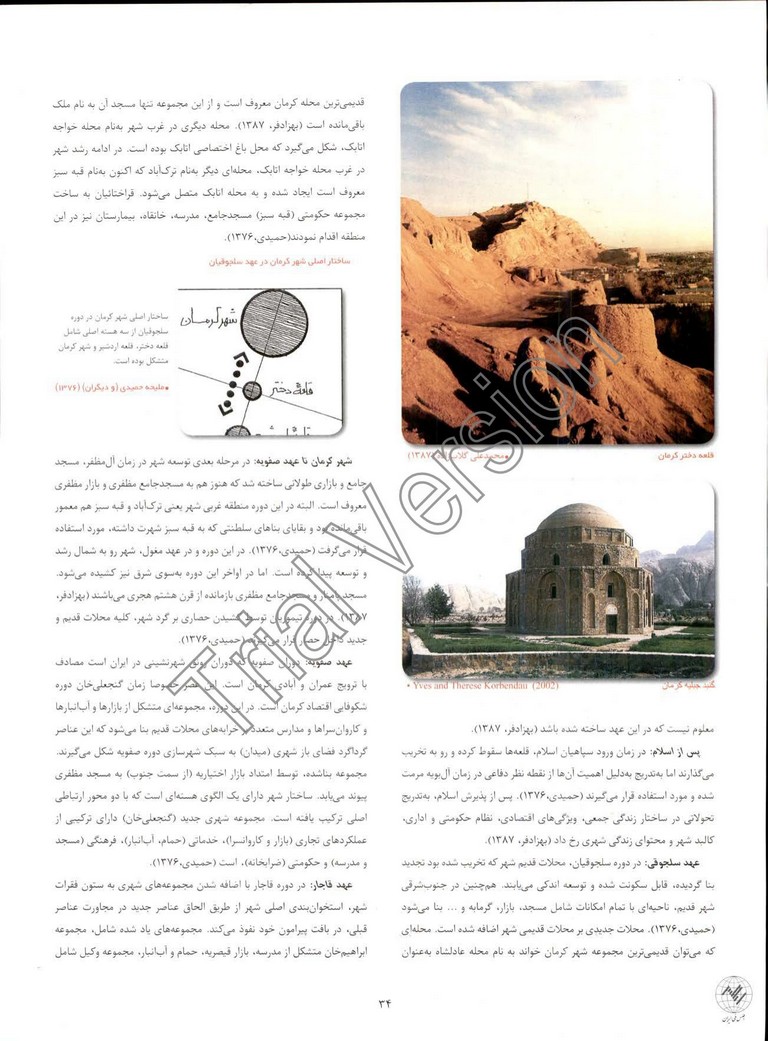 قلعه دختر کرمان
•محمدعلی گلاب‌زاده (۱۳۸۷)
گنبد جبلیه کرمان
• Yves and Therese Korbendau (2002)
معلوم نیست که در این عهد ساخته شده باشد (بهزادفر، ۱۳۸۷).
پس از اسلام: در زمان ورود سپاهیان اسلام، قلعه‌ها سقوط کرده و رو به تخریب
می‌گذارند اما به‌تدریج به‌دلیل اهمیت آن‌ها از نقطه نظر دفاعی در زمان آل‌بویه مرمت
شده و مورد استفاده قرار می‌گیرند (حمیدی،۱۳۷۶). پس از پذیرش اسلام، به‌تدریج
تحولاتی در ساختار زندگی جمعی، ویژگی‌های اقتصادی، نظام حکومتی و اداری،
کالبد شهر و محتوای زندگی شهری رخ داد (بهزادفر، ۱۳۸۷).
عهد سلجوقی: در دوره سلجوقیان، محلات قدیم شهر که تخریب شده بود تجدید
بنا گردیده، قابل سکونت شده و توسعه اندکی می‌یابند. هم‌چنین در جنوب‌شرقی
شهر قدیم، ناحیه‌ای با تمام امکانات شامل مسجد، بازار، گرمابه و ... بنا می‌شود
(حمیدی،۱۳۷۶). محلات جدیدی بر محلات قدیمی شهر اضافه شده است. محله‌ای
که می‌توان قدیمی‌ترین مجموعه شهر کرمان خواند به نام محله عادلشاه به‌عنوان
قدیمی‌ترین محله کرمان معروف است و از این مجموعه تنها مسجد آن به نام ملک
باقی‌مانده است (بهزادفر، ۱۳۸۷). محله دیگری در غرب شهر به‌نام محله خواجه
اتابک، شکل می‌گیرد که محل باغ اختصاصی اتابک بوده است. در ادامه رشد شهر
در غرب محله خواجه اتابک، محله‌ای دیگر به‌نام ترک‌آباد که اکنون به‌نام قبه سبز
معروف است ایجاد شده و به محله اتابک متصل می‌شود. قراختائیان به ساخت
مجموعه حکومتی (قبه سبز) مسجدجامع، مدرسه، خانقاه، بیمارستان نیز در این
منطقه اقدام نمودند(حمیدی،۱۳۷۶).
ساختار اصلی شهر کرمان در عهد سلجوقیان
شهر کرمان
قلعه دختر
ساختار اصلی شهر کرمان در دوره
سلجوقیان از سه هسته اصلی شامل
قلعه دختر، قلعه اردشیر و شهر کرمان
متشکل بوده است.
•ملیحه حمیدی (و دیگران) (۱۳۷۶)
شهر کرمان تا عهد صفویه: در مرحله بعدی توسعه شهر در زمان آل‌مظفر، مسجد
جامع و بازاری طولانی ساخته شد که هنوز هم به مسجدجامع مظفری و بازار مظفری
معروف است. البته در این دوره منطقه غربی شهر یعنی ترک‌آباد و قبه سبز هم معمور
باقی‌مانده بود و بقایای بناهای سلطنتی که به قبه سبز شهرت داشته، مورد استفاده
قرار می‌گرفت (حمیدی،۱۳۷۶). در این دوره و در عهد مغول، شهر رو به شمال رشد
و توسعه پیدا کرده است. اما در اواخر این دوره به‌سوی شرق نیز کشیده می‌شود.
مسجد پامنار و مسجدجامع مظفری بازمانده از قرن هشتم هجری می‌باشند (بهزادفر،
۱۳۸۷). در دوره تیموریان توسط کشیدن حصاری بر گرد شهر، کلیه محلات قدیم و
جدید داخل حصار قرار می‌گیرند (حمیدی،۱۳۷۶).
عهد صفویه: دوران صفویه که دوران رونق شهرنشینی در ایران است مصادف
با ترویج عمران و آبادی کرمان است. این عصر خصوصا زمان گنجعلی‌خان دوره
شکوفایی اقتصاد کرمان است. در این دوره، مجموعه‌ای متشکل از بازارها و آب‌انبارها
و کاروان‌سراها و مدارس متعدد بر خرابه‌های محلات قدیم بنا می‌شود که این عناصر
گرداگرد فضای باز شهری (میدان) به سبک شهرسازی دوره صفویه شکل می‌گیرند.
مجموعه بناشده، توسط امتداد بازار اختیاریه (از سمت جنوب) به مسجد مظفری
پیوند می‌یابد. ساختار شهر دارای یک الگوی هسته‌ای است که با دو محور ارتباطی
اصلی ترکیب یافته است. مجموعه شهری جدید (گنجعلی‌خان) دارای ترکیبی از
عملکردهای تجاری (بازار و کاروانسرا)، خدماتی (حمام، آب‌انبار)، فرهنگی (مسجد
و مدرسه) و حکومتی (ضرابخانه)، است (حمیدی،۱۳۷۶).
عهد قاجار: در دوره قاجار با اضافه شدن مجموعه‌های شهری به ستون فقرات
شهر، استخوان‌بندی اصلی شهر از طریق الحاق عناصر جدید در مجاورت عناصر
قبلی، در بافت پیرامون خود نفوذ می‌کند. مجموعه‌های یاد شده شامل، مجموعه
ابراهیم‌خان متشکل از مدرسه، بازار قیصریه، حمام و آب‌انبار، مجموعه وکیل شامل
۳۴
Trial Version